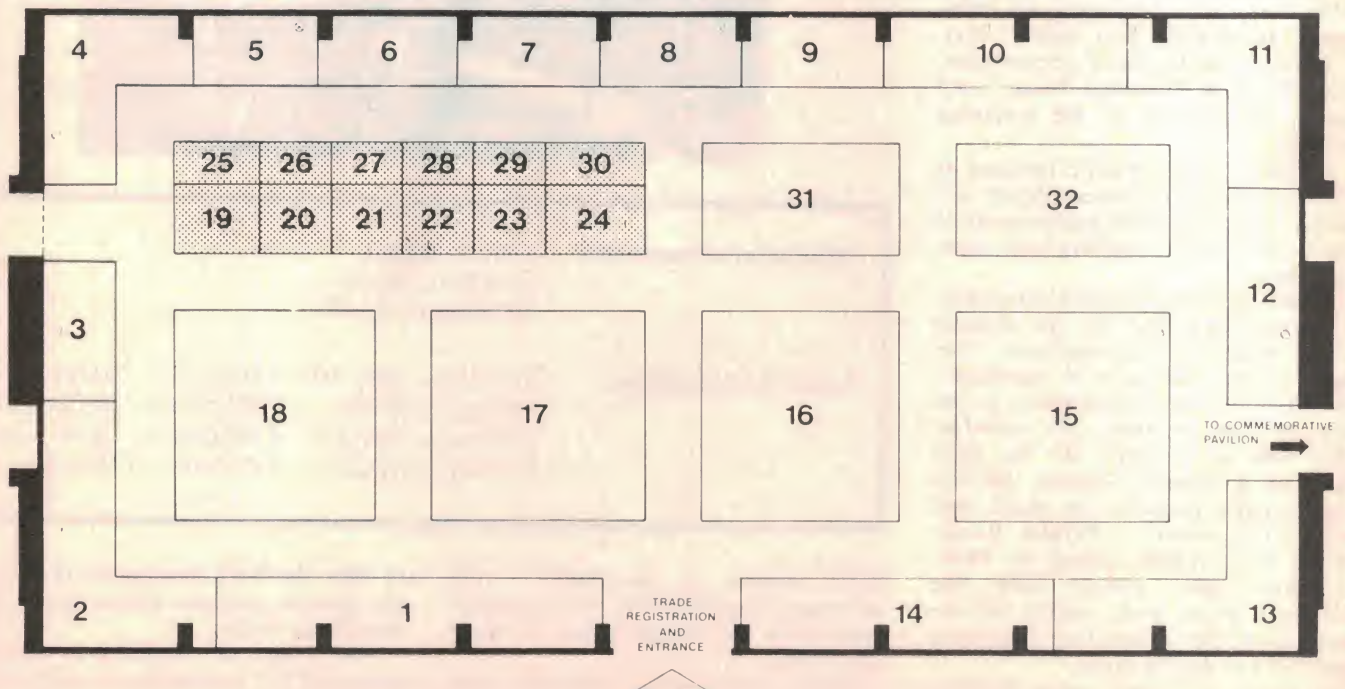 4 5 6 7 8 9 10 11
25 26 27 28 29 30
31 32
19 20 21 22 23 24
12
3
18 17 16 15
TO COMMEMORATIVE
PAVILION
2 1
TRADE
REGISTRATION
AND
ENTRANCE
14 13